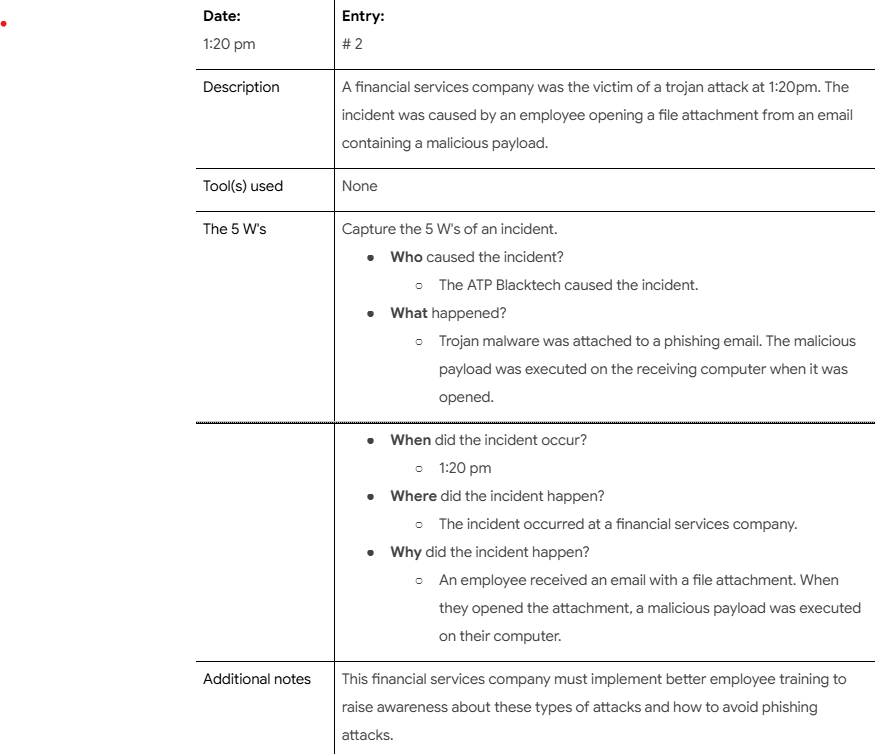 Date:
Entry:
1:20 pm
# 2
Description
A financial services company was the victim of a trojan attack at 1:20pm. The
incident was caused by an employee opening a file attachment from an email
containing a malicious payload.
Tool(s) used
None
The 5 W's
Capture the 5 W's of an incident.
● Who caused the incident?
○ The ATP Blacktech caused the incident.
● What happened?
○ Trojan malware was attached to a phishing email. The malicious
payload was executed on the receiving computer when it was
opened.
● When did the incident occur?
○ 1:20 pm
● Where did the incident happen?
○ The incident occurred at a financial services company.
● Why did the incident happen?
○ An employee received an email with a file attachment. When
they opened the attachment, a malicious payload was executed
on their computer.
Additional notes
This financial services company must implement better employee training to
raise awareness about these types of attacks and how to avoid phishing
attacks.